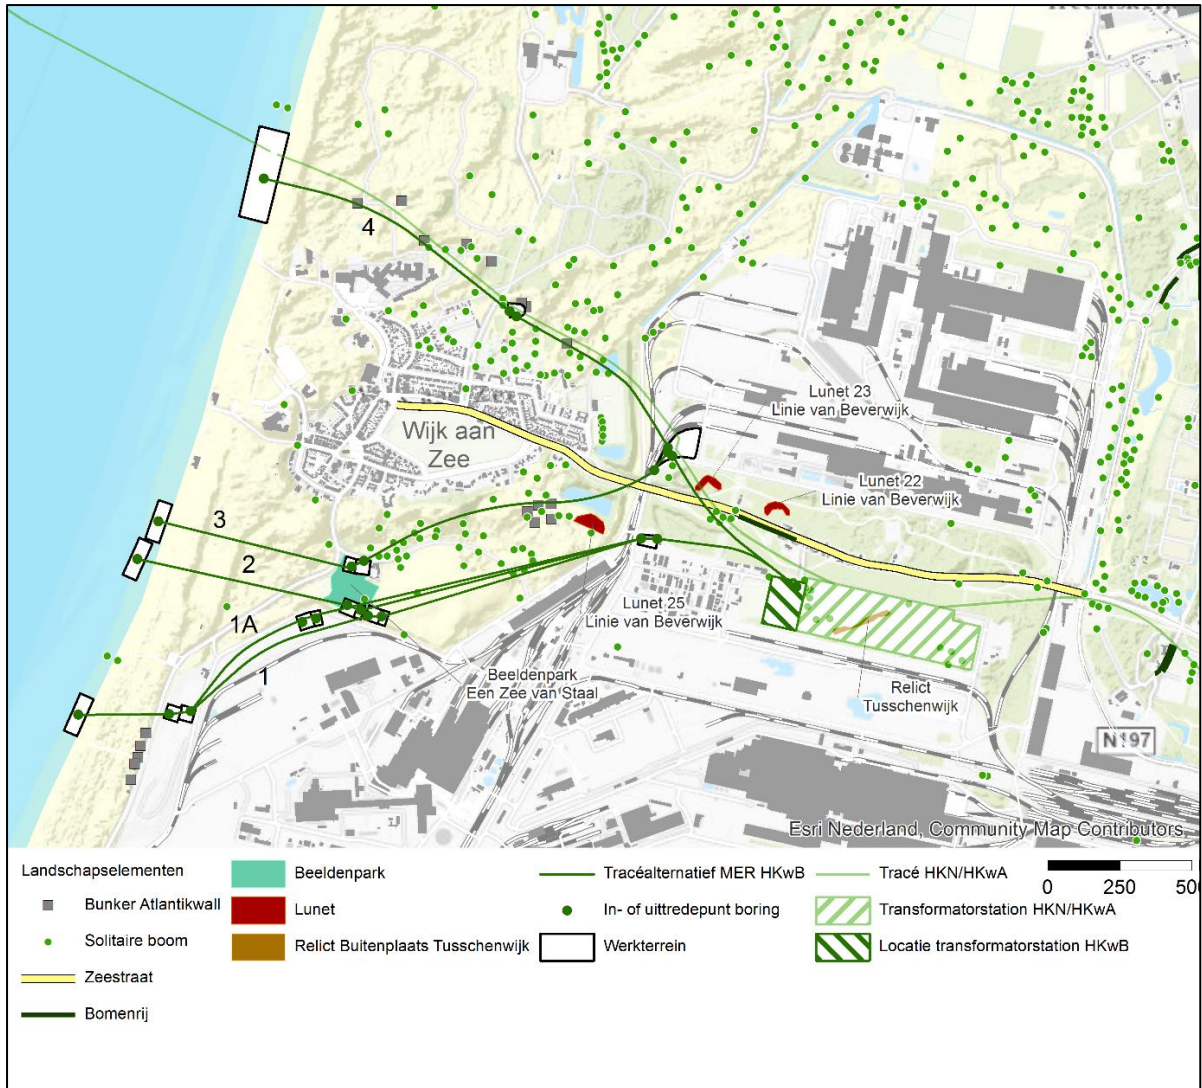 4
Lunet 23
Linie van Beverwijk
Wijk aan
Zee
Lunet 22
Linie van Beverwijk
3
2
1A
Lunet 25
Linie van Beverwijk
1
Beeldenpark
Een Zee van Staal
Relict
Tusschenwijk
N197
Esri Nederland, Community Map Contributors
Landschapselementen
Bunker Atlantikwall
Solitaire boom
Zeestraat
Bomenrij
Beeldenpark
Lunet
Relict Buitenplaats Tusschenwijk
Tracéalternatief MER HKwB
In- of uittredepunt boring
Werkterrein
Tracé HKN/HKwA
Transformatorstation HKN/HKwA
Locatie transformatorstation HKwB
0 250 50